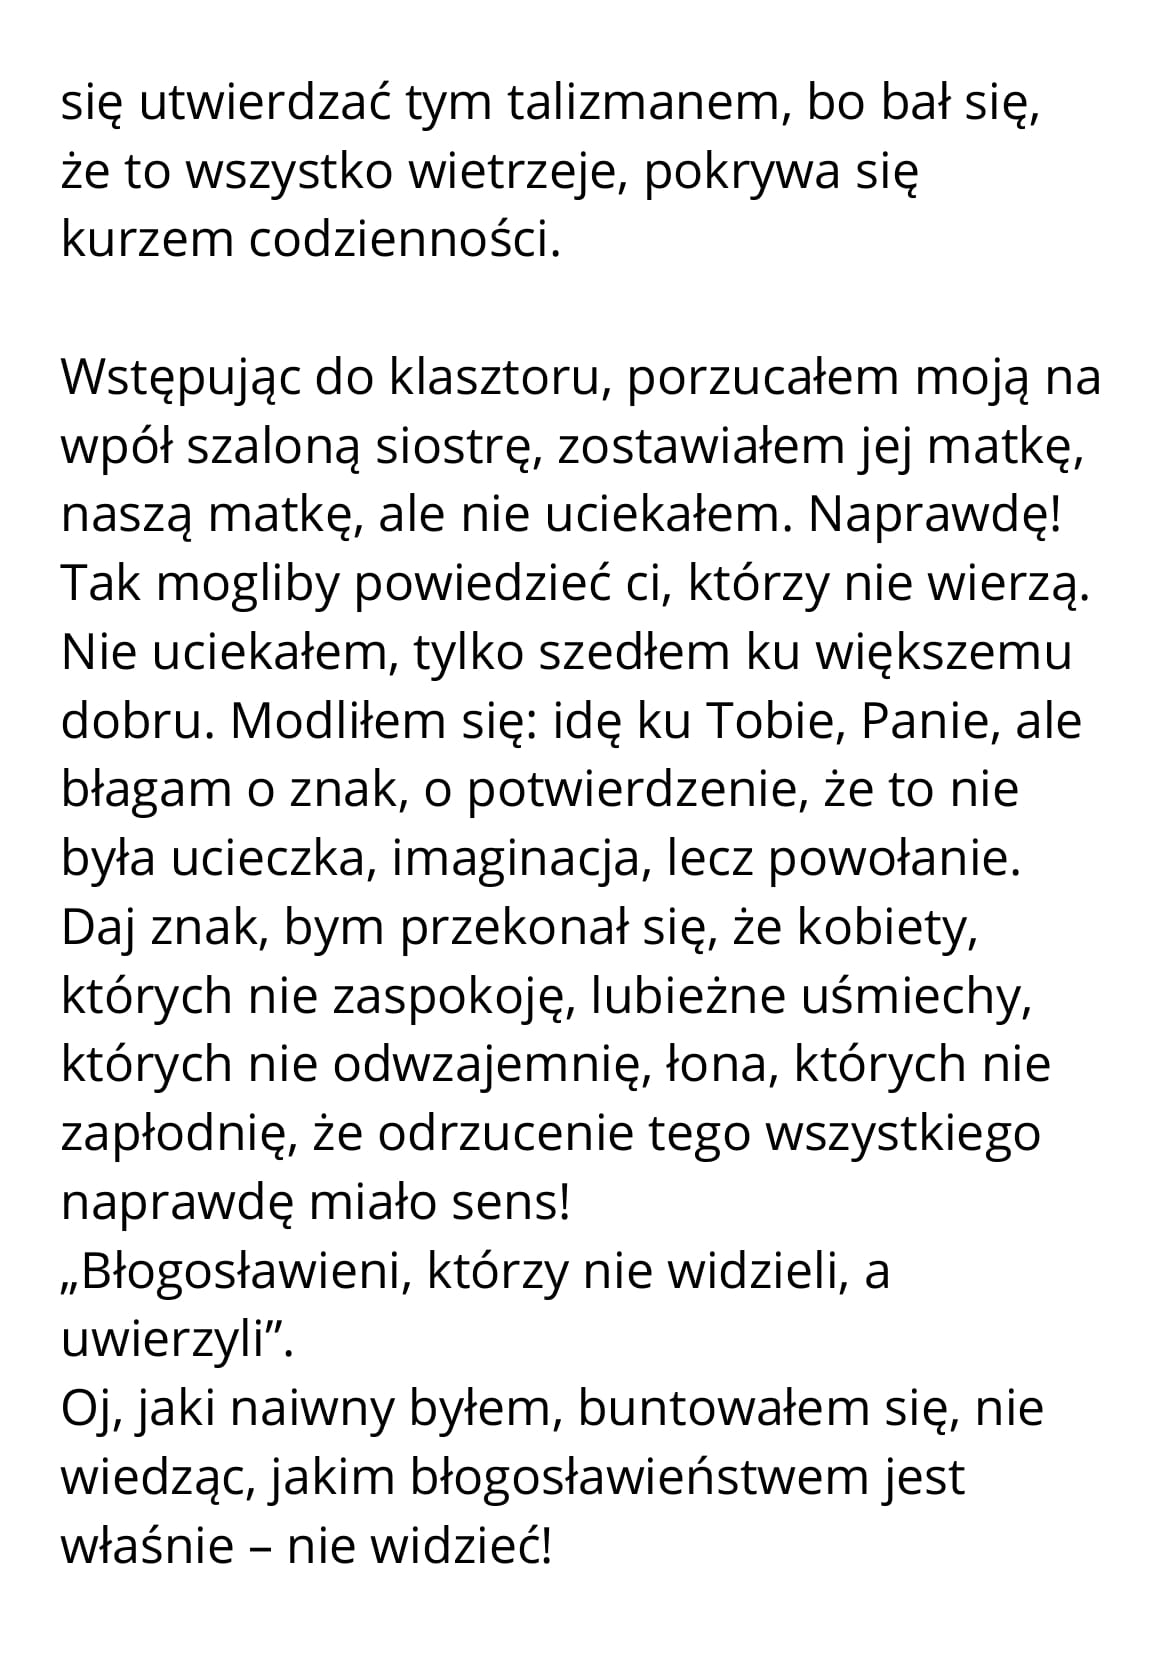 się utwierdzać tym talizmanem, bo bał się,
że to wszystko wietrzeje, pokrywa się
kurzem codzienności.
Wstępując do klasztoru, porzucałem moją na
wpół szaloną siostrę, zostawiałem jej matkę,
naszą matkę, ale nie uciekałem. Naprawdę!
Tak mogliby powiedzieć ci, którzy nie wierzą.
Nie uciekałem, tylko szedłem ku większemu
dobru. Modliłem się: idę ku Tobie, Panie, ale
błagam o znak, o potwierdzenie, że to nie
była ucieczka, imaginacja, lecz powołanie.
Daj znak, bym przekonał się, że kobiety,
których nie zaspokoję, lubieżne uśmiechy,
których nie odwzajemnię, łona, których nie
zapłodnię, że odrzucenie tego wszystkiego
naprawdę miało sens!
„Błogosławieni, którzy nie widzieli, a
uwierzyli”.
Oj, jaki naiwny byłem, buntowałem się, nie
wiedząc, jakim błogosławieństwem jest
właśnie – nie widzieć!